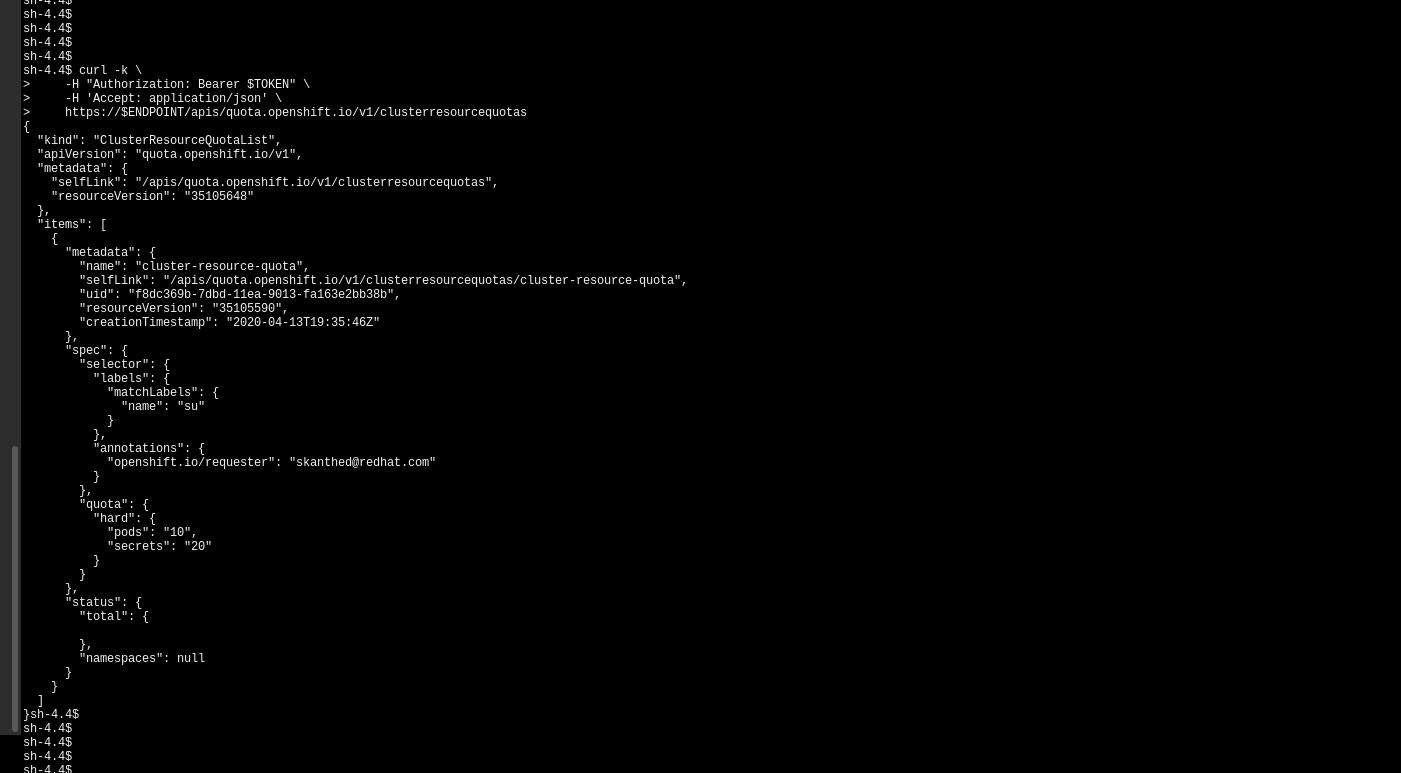 sh-4.4$
sh-4.4$
sh-4.4$
sh-4.4$
sh-4.4$
sh-4.4$ curl -k \
>     -H "Authorization: Bearer $TOKEN" \
>     -H 'Accept: application/json' \
>     https://$ENDPOINT/apis/quota.openshift.io/v1/clusterresourcequotas
{
  "kind": "ClusterResourceQuotaList",
  "apiVersion": "quota.openshift.io/v1",
  "metadata": {
    "selfLink": "/apis/quota.openshift.io/v1/clusterresourcequotas",
    "resourceVersion": "35105648"
  },
  "items": [
    {
      "metadata": {
        "name": "cluster-resource-quota",
        "selfLink": "/apis/quota.openshift.io/v1/clusterresourcequotas/cluster-resource-quota",
        "uid": "f8dc369b-7dbd-11ea-9013-fa163e2bb38b",
        "resourceVersion": "35105590",
        "creationTimestamp": "2020-04-13T19:35:46Z"
      },
      "spec": {
        "selector": {
          "labels": {
            "matchLabels": {
              "name": "su"
            }
          },
          "annotations": {
            "openshift.io/requester": "skanthed@redhat.com"
          }
        },
        "quota": {
          "hard": {
            "pods": "10",
            "secrets": "20"
          }
        }
      },
      "status": {
        "total": {

        },
        "namespaces": null
      }
    }
  ]
}sh-4.4$
sh-4.4$
sh-4.4$
sh-4.4$
sh-4.4$